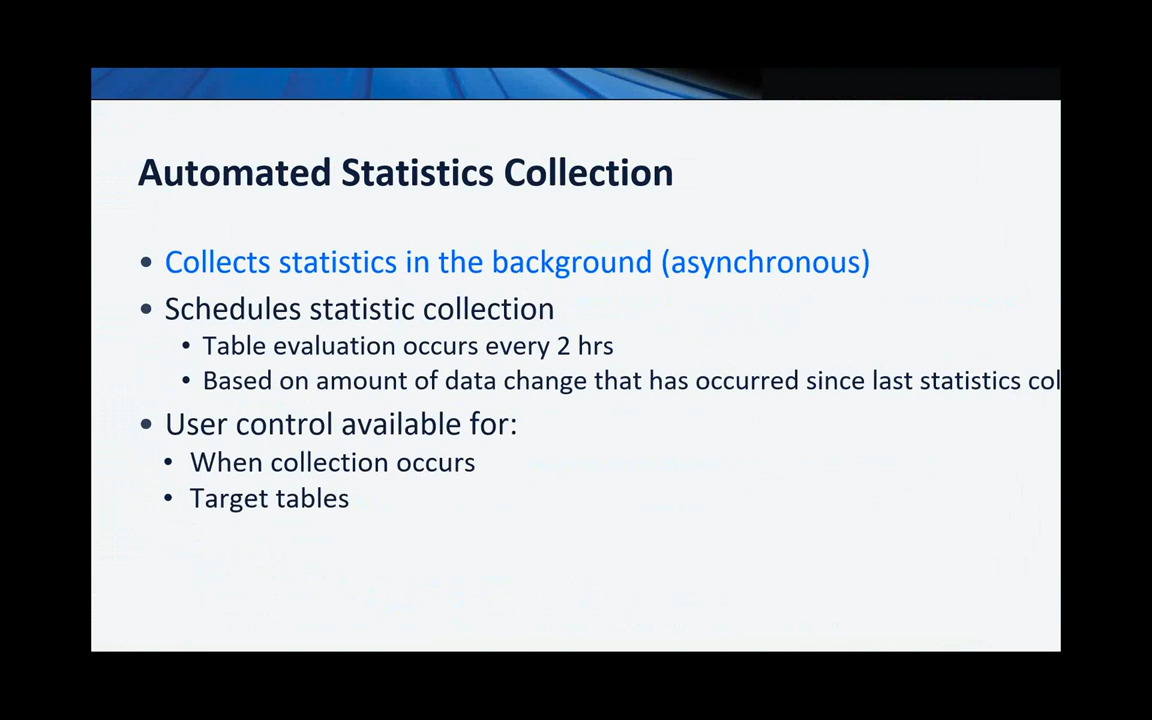 Automated Statistics Collection
• Collects statistics in the background (asynchronous)
• Schedules statistic collection
• Table evaluation occurs every 2 hrs
• Based on amount of data change that has occurred since last statistics col
• User control available for:
• When collection occurs
• Target tables